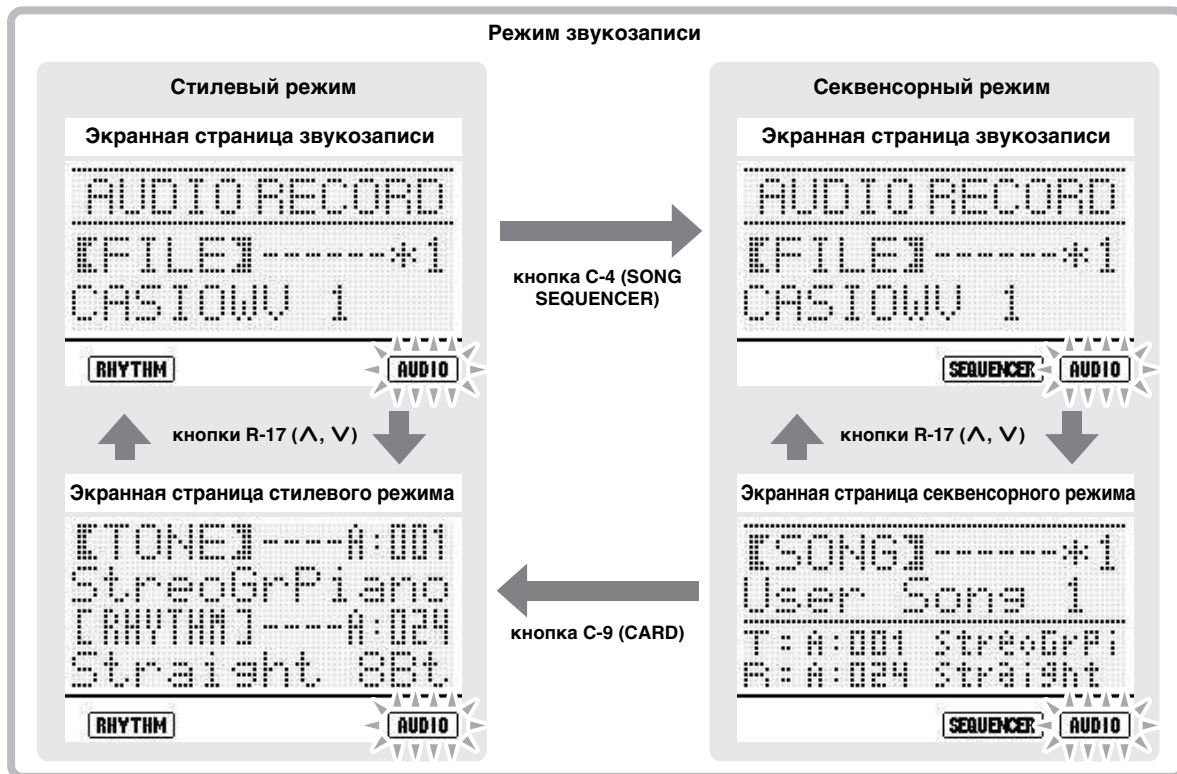 Режим звукозаписи
Стилевый режим
Экранная страница звукозаписи
AUDIO RECORD
【FILE】------*1
CASIOWV 1
RHYTHM
AUDIO
кнопки R-17 (∧, ∨)
Экранная страница стилевого режима
【TONE】----A:001
StreoGrPiano
[RHYTHM]----A:024
Straight 8Bt
RHYTHM
AUDIO
кнопка C-4 (SONG
SEQUENCER)
кнопка C-9 (CARD)
Секвенсорный режим
Экранная страница звукозаписи
AUDIO RECORD
【FILE】------*1
CASIOWV 1
SEQUENCER
AUDIO
кнопки R-17 (∧, ∨)
Экранная страница секвенсорного режима
【SONG】------*1
User Song 1
T:A:001 StreoGrPi
R:A:024 Straight
SEQUENCER
AUDIO